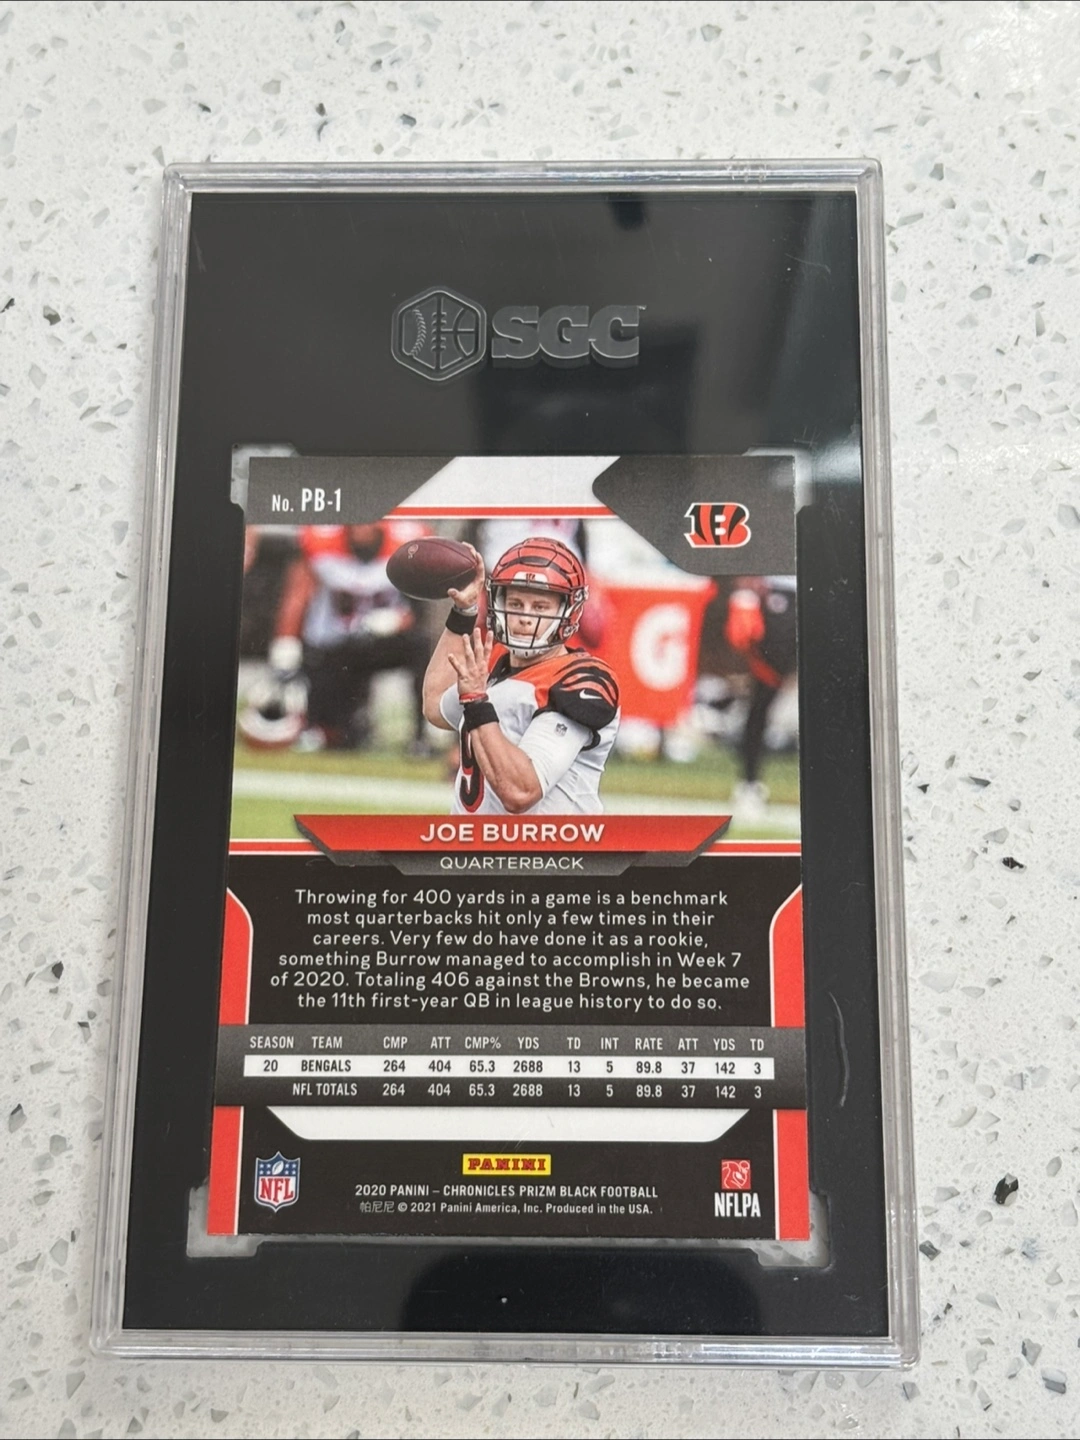 SGC
No. PB-1
B
G
9
JOE BURROW
QUARTERBACK
Throwing for 400 yards in a game is a benchmark
most quarterbacks hit only a few times in their
careers. Very few do have done it as a rookie,
something Burrow managed to accomplish in Week 7
of 2020. Totaling 406 against the Browns, he became
the 11th first-year QB in league history to do so.
SEASON TEAM CMP ATT CMP% YDS TD INT RATE ATT YDS TD
20 BENGALS 264 404 65.3 2688 13 5 89.8 37 142 3
NFL TOTALS 264 404 65.3 2688 13 5 89.8 37 142 3
NFL
PANINI
NFLPA
2020 PANINI – CHRONICLES PRIZM BLACK FOOTBALL
帕尼尼 © 2021 Panini America, Inc. Produced in the USA.